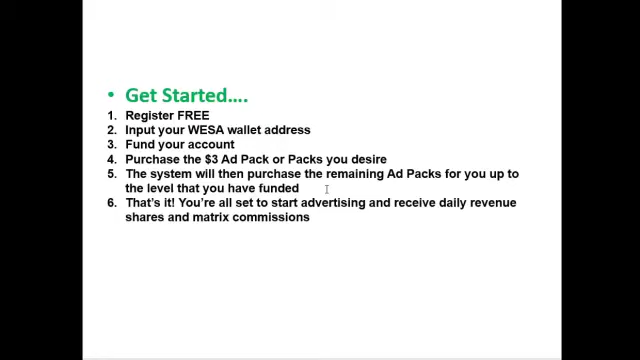 • Get Started....
1. Register FREE
2. Input your WESA wallet address
3. Fund your account
4. Purchase the $3 Ad Pack or Packs you desire
5. The system will then purchase the remaining Ad Packs for you up to
the level that you have funded
6. That's it! You're all set to start advertising and receive daily revenue
shares and matrix commissions